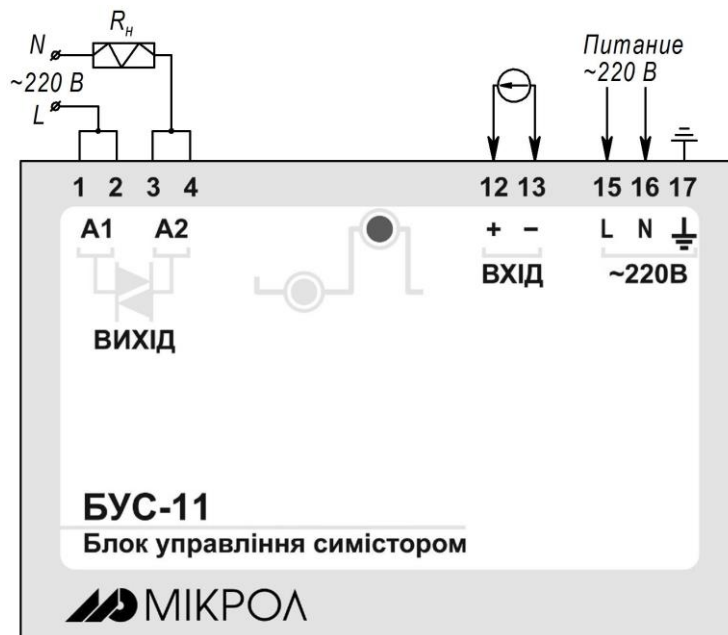 R_H
N
~220 В
L
Питание
~220 В
1 2 3 4 12 13 15 16 17
A1 A2 + − L N
ВИХІД ВХІД ~220В
БУС-11
Блок управління симістором
МІКРОЛ